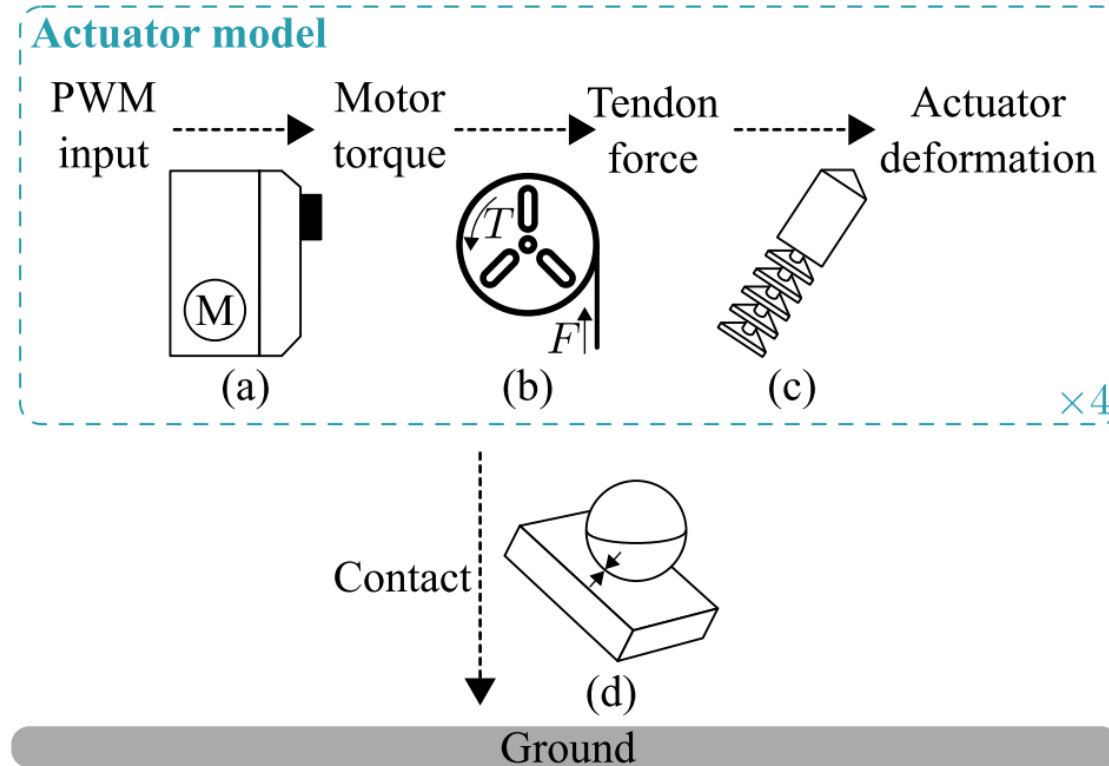 Actuator model
PWM input
Motor torque
Tendon force
Actuator deformation
M
T
F
(a)
(b)
(c)
×4
Contact
(d)
Ground